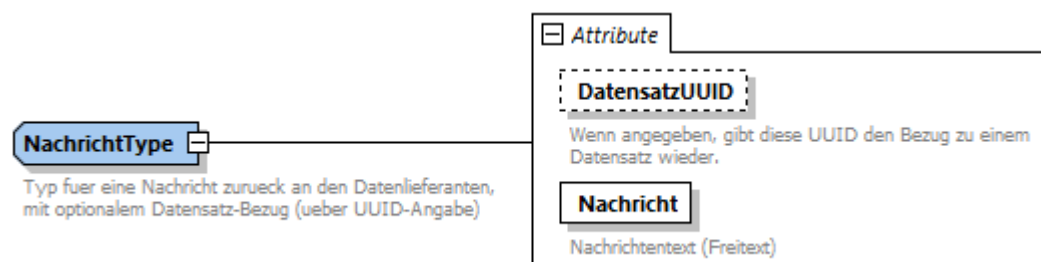 Attribute
DatensatzUUID
Wenn angegeben, gibt diese UUID den Bezug zu einem
Datensatz wieder.
NachrichtType
Typ fuer eine Nachricht zurueck an den Datenlieferanten,
mit optionalem Datensatz-Bezug (ueber UUID-Angabe)
Nachricht
Nachrichtentext (Freitext)